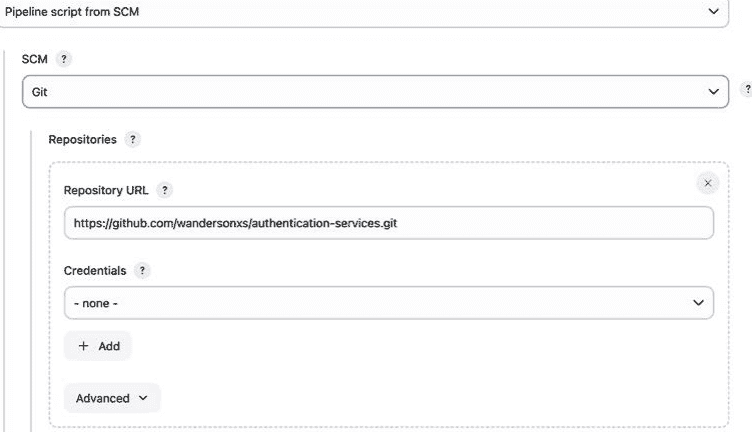 Pipeline script from SCM
SCM ?
Git
?
Repositories ?
Repository URL ?
https://github.com/wandersonxs/authentication-services.git
Credentials ?
- none -
+ Add
Advanced